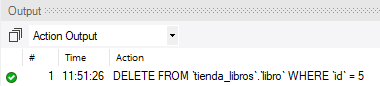 Output
Action Output
# Time Action
1 11:51:26 DELETE FROM `tienda_libros`.`libro` WHERE `id` = 5